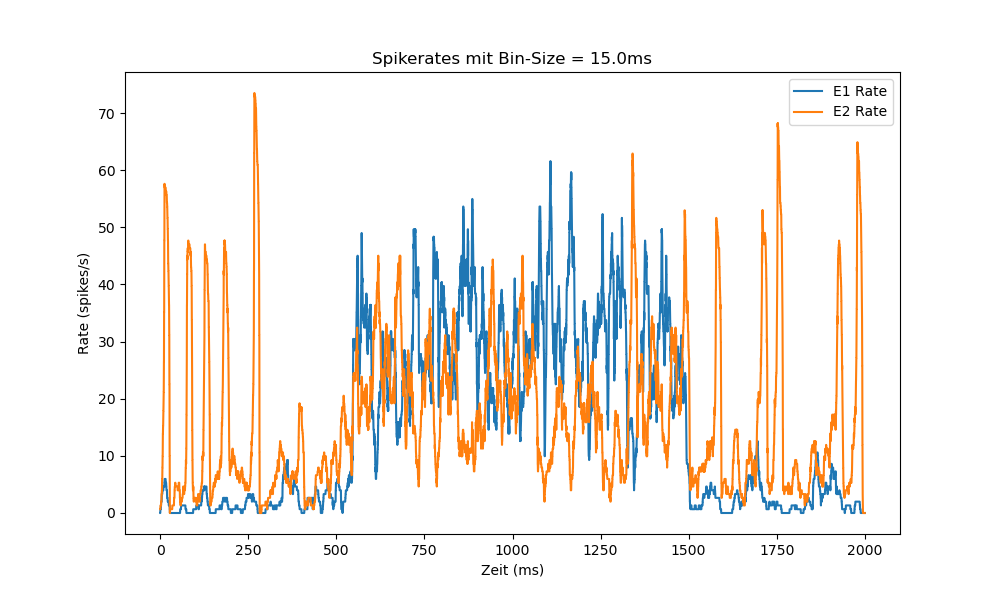 Spikerates mit Bin-Size = 15.0ms
E1 Rate
E2 Rate
Rate (spikes/s)
70
60
50
40
30
20
10
0
0 250 500 750 1000 1250 1500 1750 2000
Zeit (ms)